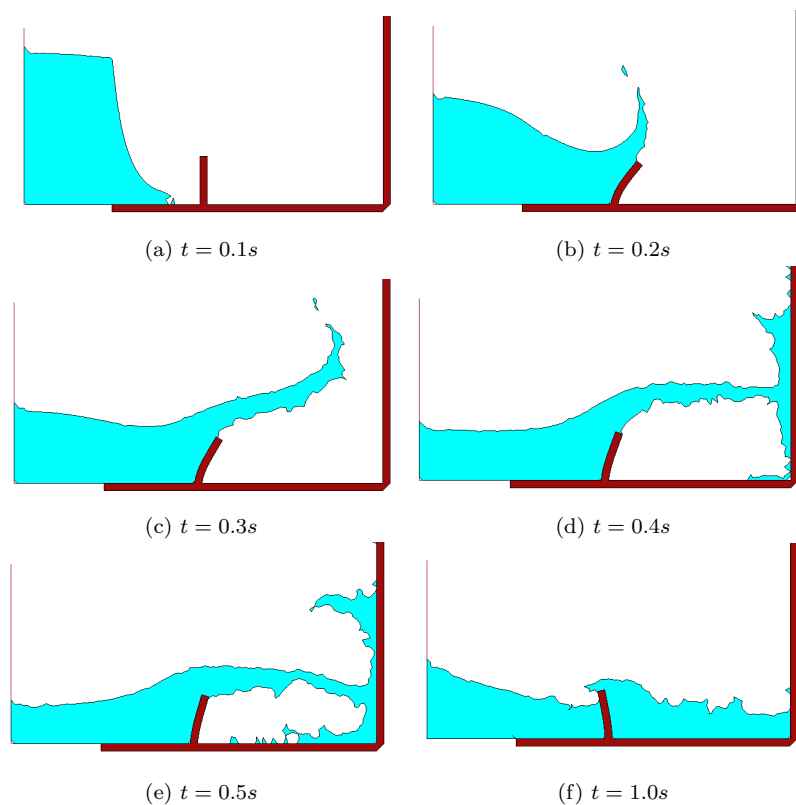 (a) t = 0.1s
(b) t = 0.2s
(c) t = 0.3s
(d) t = 0.4s
(e) t = 0.5s
(f) t = 1.0s